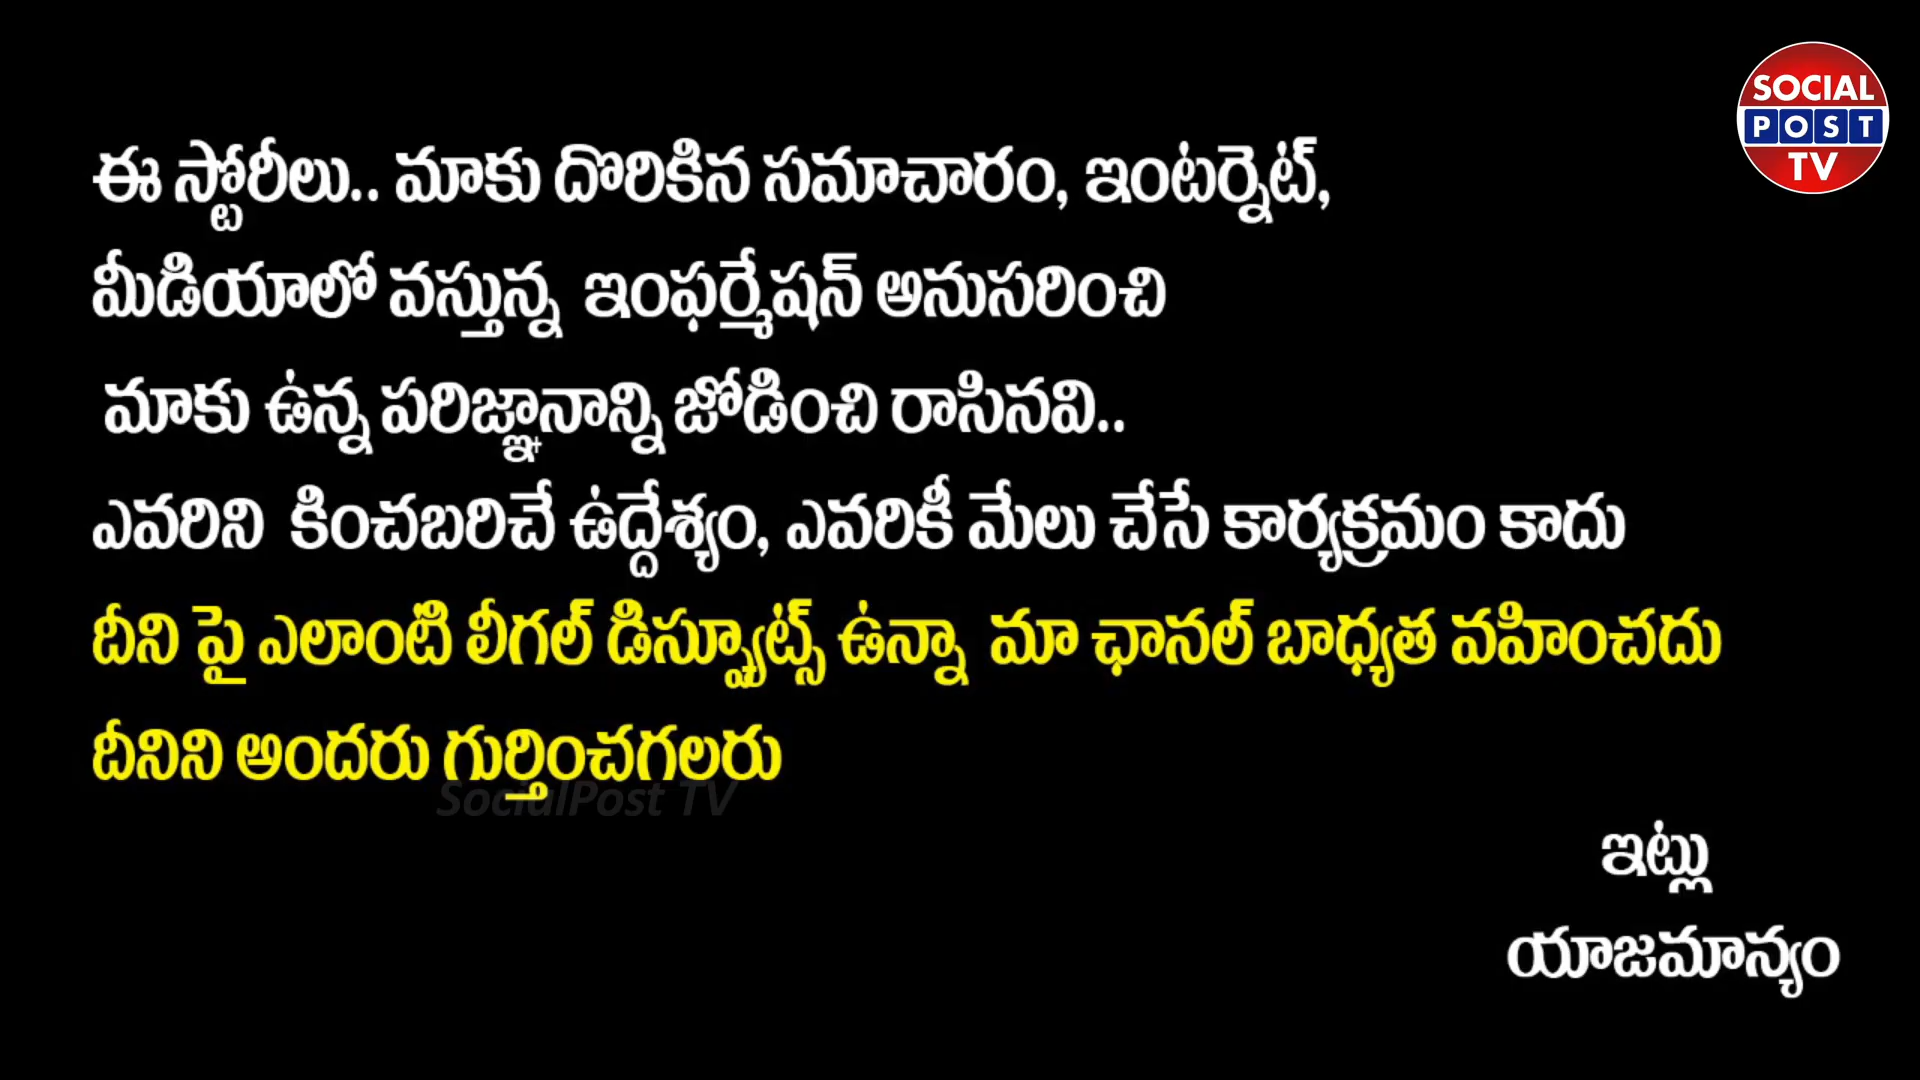 SOCIAL
POST
TV
ఈ స్టోరీలు.. మాకు దొరికిన సమాచారం, ఇంటర్నెట్,
మీడియాలో వస్తున్న ఇంఫర్మేషన్ అనుసరించి
మాకు ఉన్న పరిజ్ఞానాన్ని జోడించి రాసినవి..
ఎవరిని కించబరిచే ఉద్దేశ్యం, ఎవరికీ మేలు చేసే కార్యక్రమం కాదు
దీని పై ఎలాంటి లీగల్ డిస్ప్యూట్స్ ఉన్నా మా ఛానల్ బాధ్యత వహించదు
దీనిని అందరు గుర్తించగలరు
SocialPost TV
ఇట్లు
యాజమాన్యం